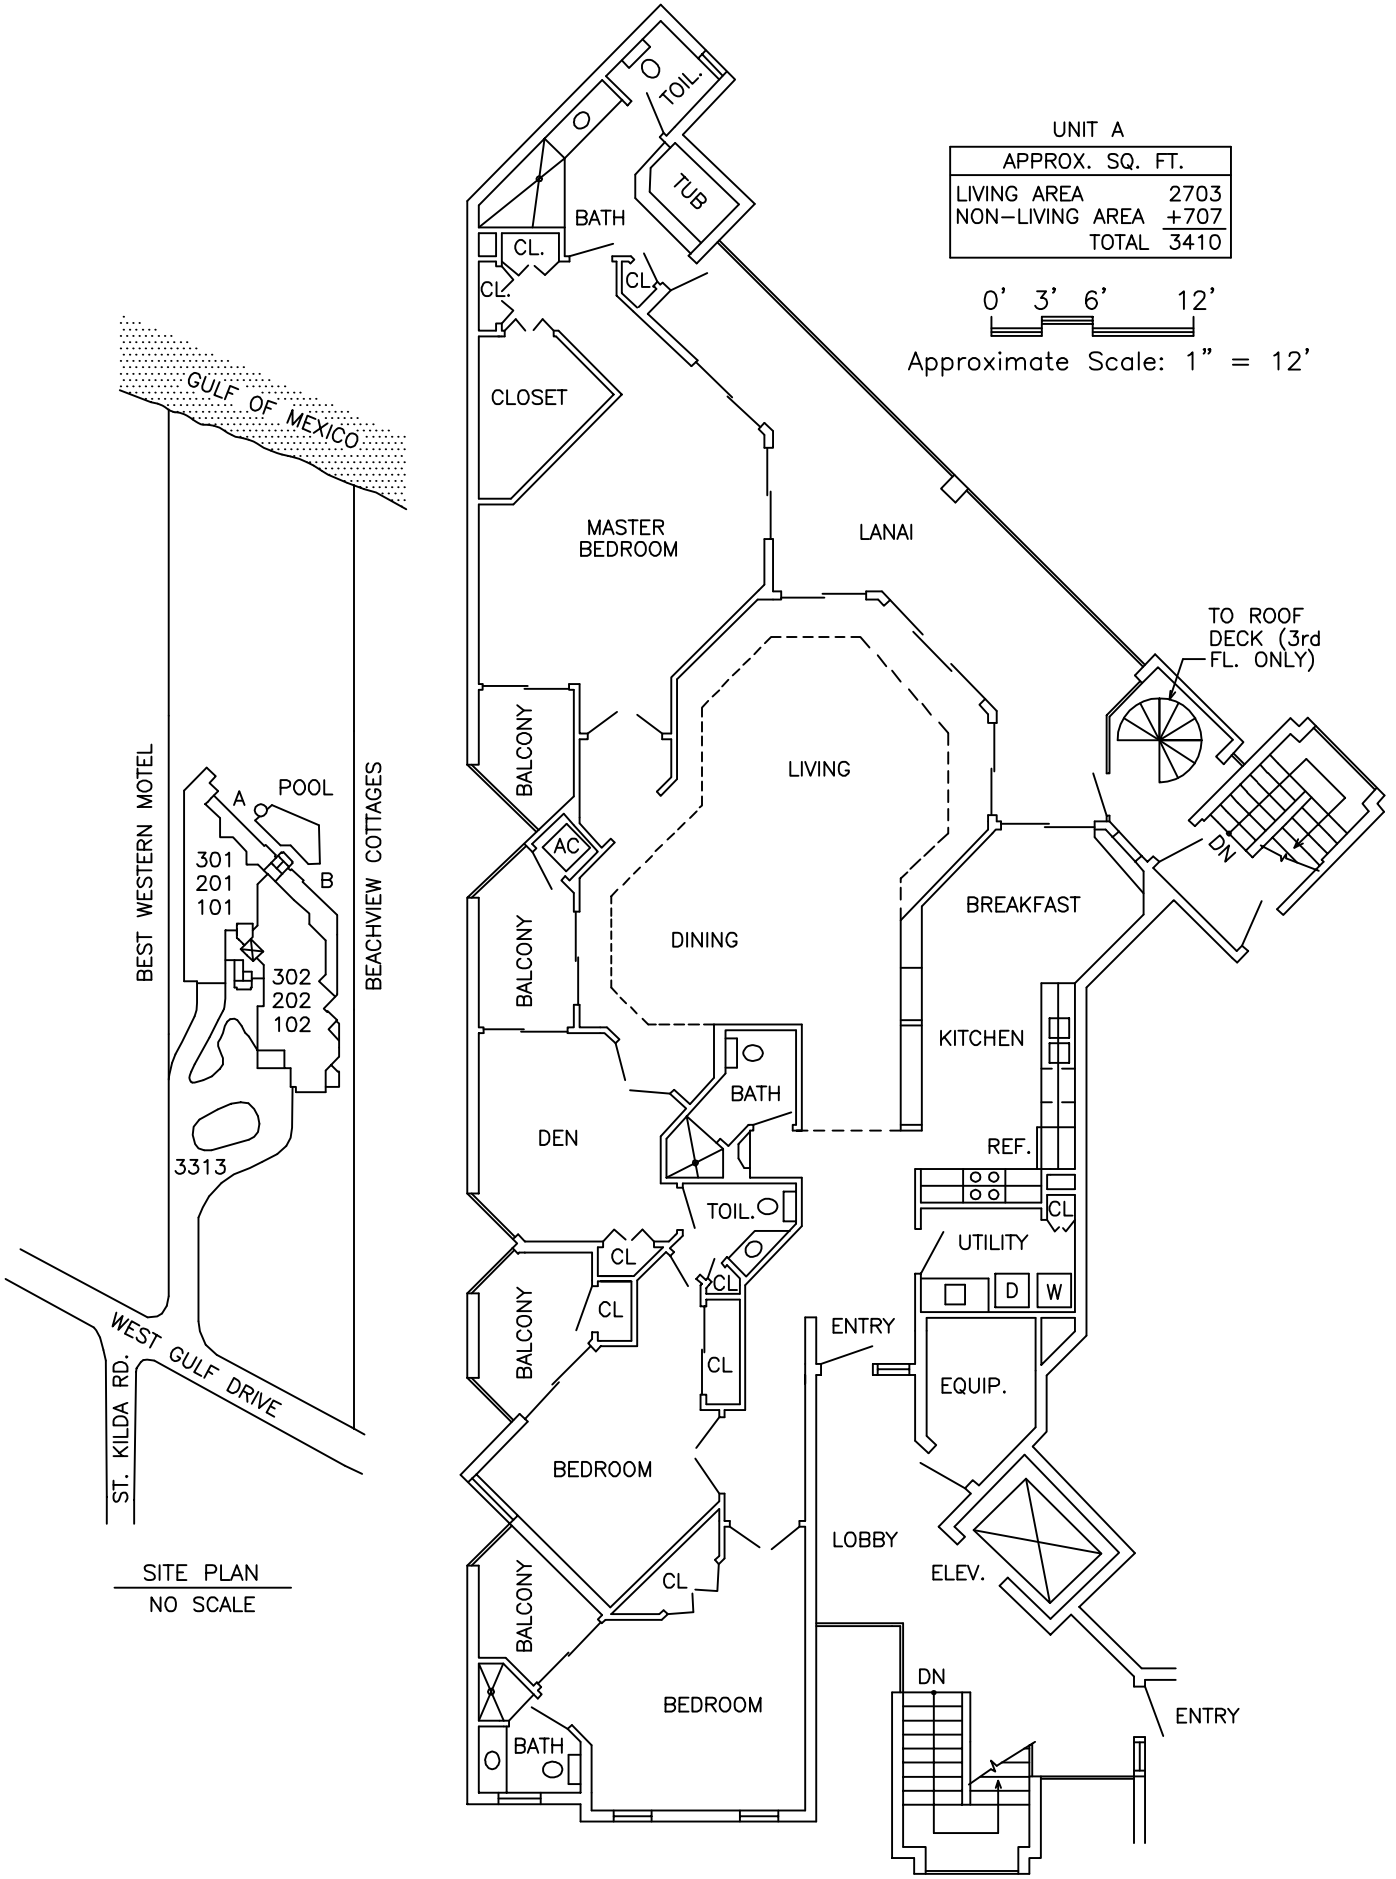 UNIT A
APPROX. SQ. FT.
LIVING AREA 2703
NON-LIVING AREA +707
TOTAL 3410
0' 3' 6' 12'
Approximate Scale: 1" = 12'
TOIL.
TUB
BATH
CL.
CL
CL.
CLOSET
MASTER
BEDROOM
LANAI
TO ROOF
DECK (3rd
FL. ONLY)
BALCONY
LIVING
DN
AC
BREAKFAST
BALCONY
DINING
KITCHEN
BATH
DEN
REF.
TOIL.
CL
UTILITY
CL
CL
D
W
BALCONY
CL
ENTRY
CL
EQUIP.
BEDROOM
LOBBY
ELEV.
CL
BALCONY
BEDROOM
DN
ENTRY
BATH
GULF OF MEXICO
BEST WESTERN MOTEL
BEACHVIEW COTTAGES
A
POOL
B
301
201
101
302
202
102
3313
WEST GULF DRIVE
ST. KILDA RD.
SITE PLAN
NO SCALE